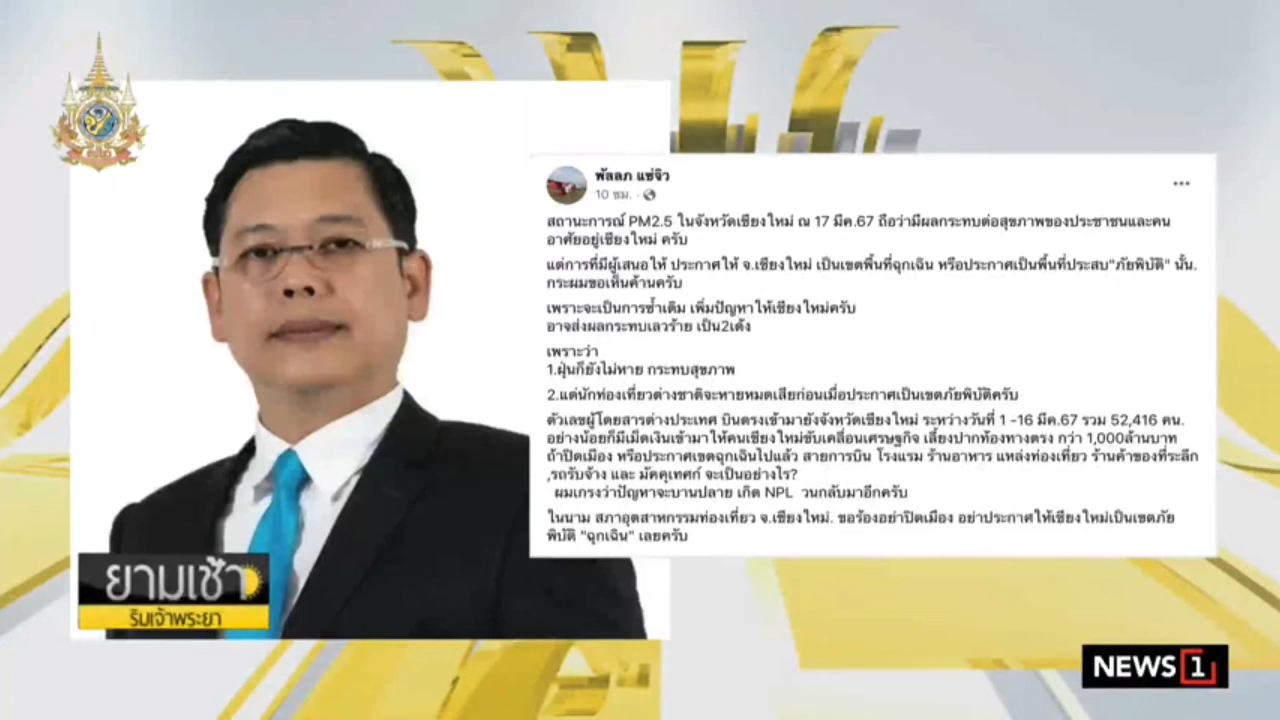 พัลลภ แซ่จิว
10 ชม.
สถานะการณ์ PM2.5 ในจังหวัดเชียงใหม่ ณ 17 มีค.67 ถือว่ามีผลกระทบต่อสุขภาพของประชาชนและคน
อาศัยอยู่เชียงใหม่ ครับ
แต่การที่มีผู้เสนอให้ ประกาศให้ จ.เชียงใหม่ เป็นเขตพื้นที่ฉุกเฉิน หรือประกาศเป็นพื้นที่ประสบ"ภัยพิบัติ" นั้น.
กระผมขอเห็นค้านครับ
เพราะจะเป็นการซ้ำเติม เพิ่มปัญหาให้เชียงใหม่ครับ
อาจส่งผลกระทบเลวร้าย เป็น2เด้ง
เพราะว่า
1.ฝุ่นก็ยังไม่หาย กระทบสุขภาพ
2.แต่นักท่องเที่ยวต่างชาติจะหายหมดเสียก่อนเมื่อประกาศเป็นเขตภัยพิบัติครับ
ตัวเลขผู้โดยสารต่างประเทศ บินตรงเข้ามายังจังหวัดเชียงใหม่ ระหว่างวันที่ 1 -16 มีค.67 รวม 52,416 คน.
อย่างน้อยก็มีเม็ดเงินเข้ามาให้คนเชียงใหม่ขับเคลื่อนเศรษฐกิจ เลี้ยงปากท้องทางตรง กว่า 1,000ล้านบาท
ถ้าปิดเมือง หรือประกาศเขตฉุกเฉินไปแล้ว สายการบิน โรงแรม ร้านอาหาร แหล่งท่องเที่ยว ร้านค้าของที่ระลึก
,รถรับจ้าง และ มัคคุเทศก์ จะเป็นอย่างไร?
ผมเกรงว่าปัญหาจะบานปลาย เกิด NPL วนกลับมาอีกครับ
ในนาม สภาอุตสาหกรรมท่องเที่ยว จ.เชียงใหม่. ขอร้องอย่าปิดเมือง อย่าประกาศให้เชียงใหม่เป็นเขตภัย
พิบัติ "ฉุกเฉิน" เลยครับ
ยามเช้า
ริมเจ้าพระยา
NEWS 1